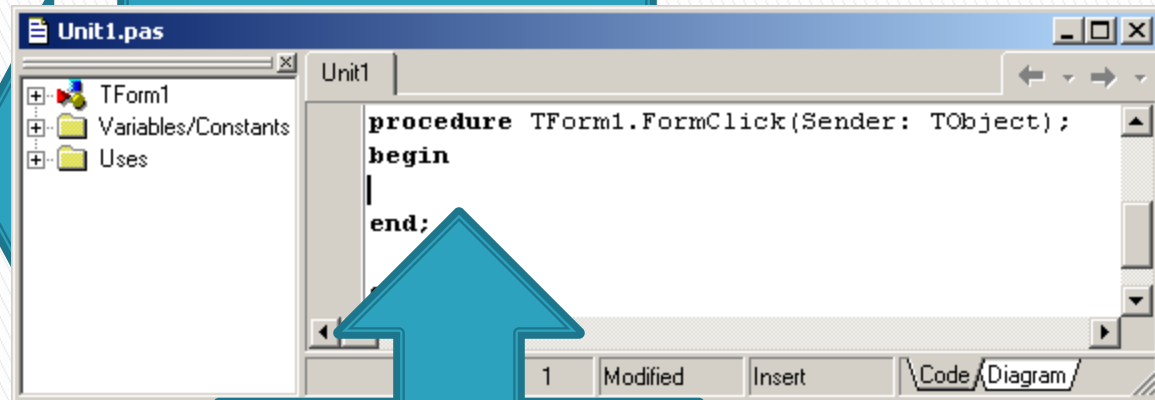 Unit1.pas
Unit1
TForm1
Variables/Constants
Uses
procedure TForm1.FormClick(Sender: TObject);
begin
end;
1 Modified Insert Code Diagram